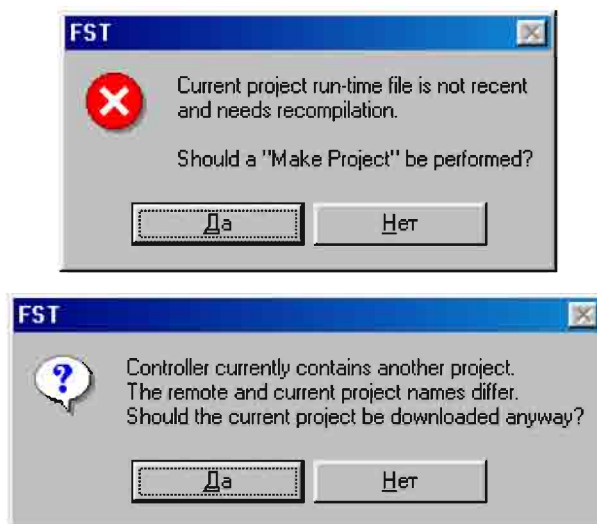 FST
Current project run-time file is not recent
and needs recompilation.
Should a "Make Project" be performed?
Да
Нет
FST
Controller currently contains another project.
The remote and current project names differ.
Should the current project be downloaded anyway?
Да
Нет